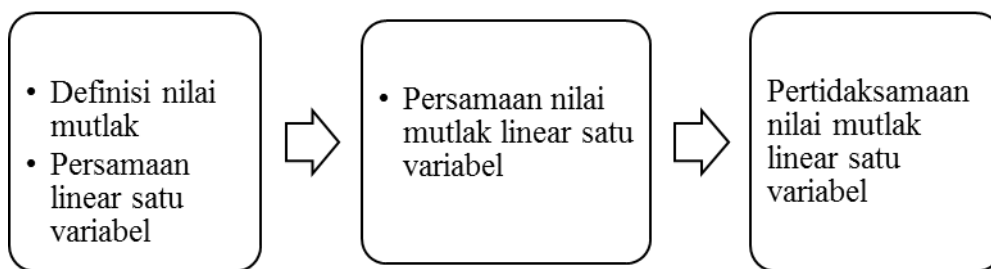 • Definisi nilai
mutlak
• Persamaan
linear satu
variabel
• Persamaan nilai
mutlak linear satu
variabel
Pertidaksamaan
nilai mutlak
linear satu
variabel